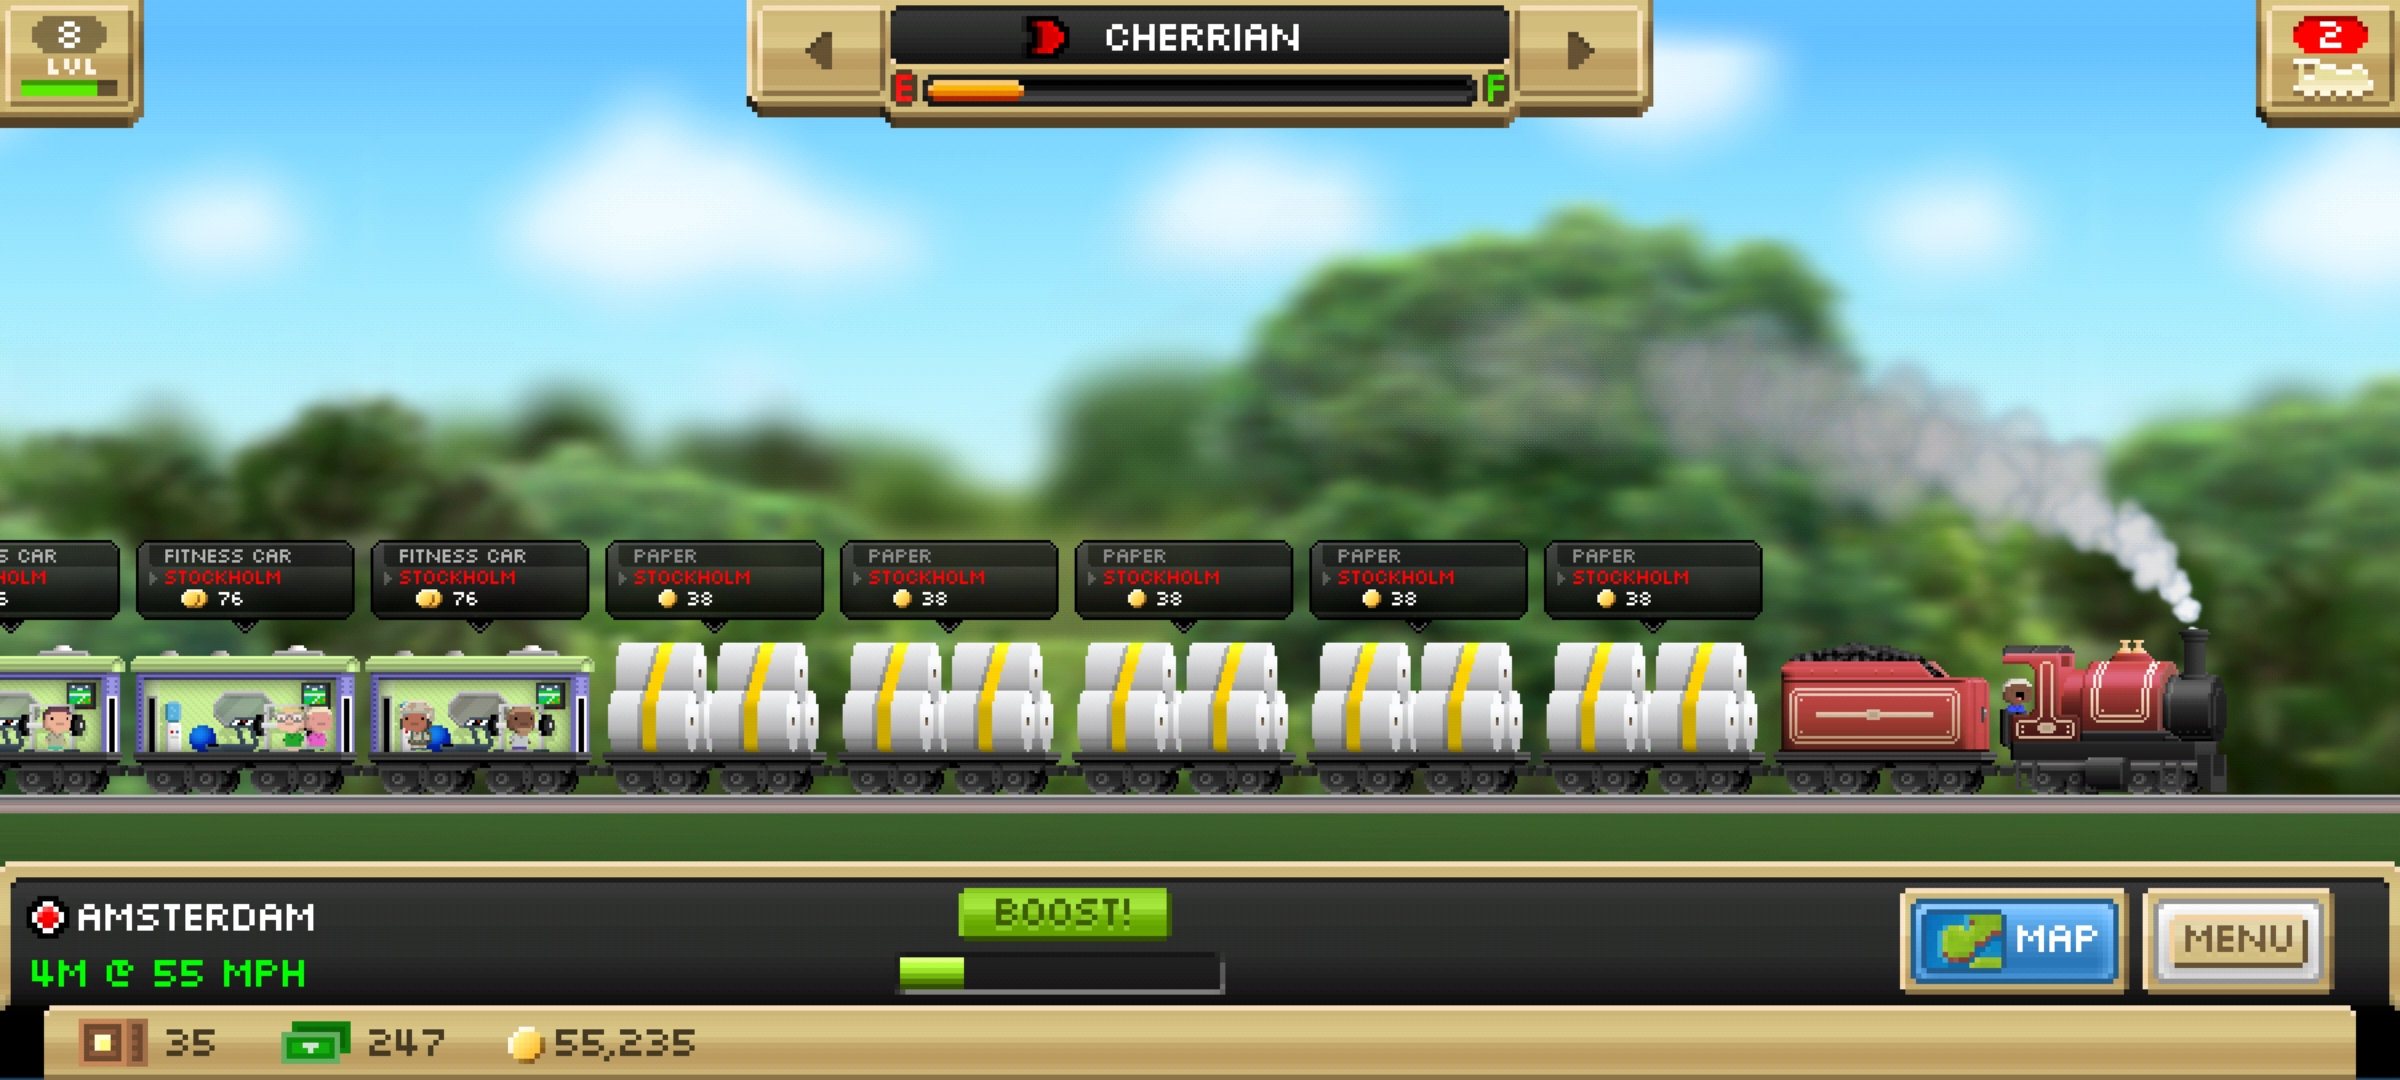 8
LVL
CHERRIAN
E F
2
S CAR
HOLM
FITNESS CAR
STOCKHOLM
76
FITNESS CAR
STOCKHOLM
76
PAPER
STOCKHOLM
38
PAPER
STOCKHOLM
38
PAPER
STOCKHOLM
38
PAPER
STOCKHOLM
38
PAPER
STOCKHOLM
38
AMSTERDAM
4M @ 55 MPH
BOOST!
MAP
MENU
35
247
55,235